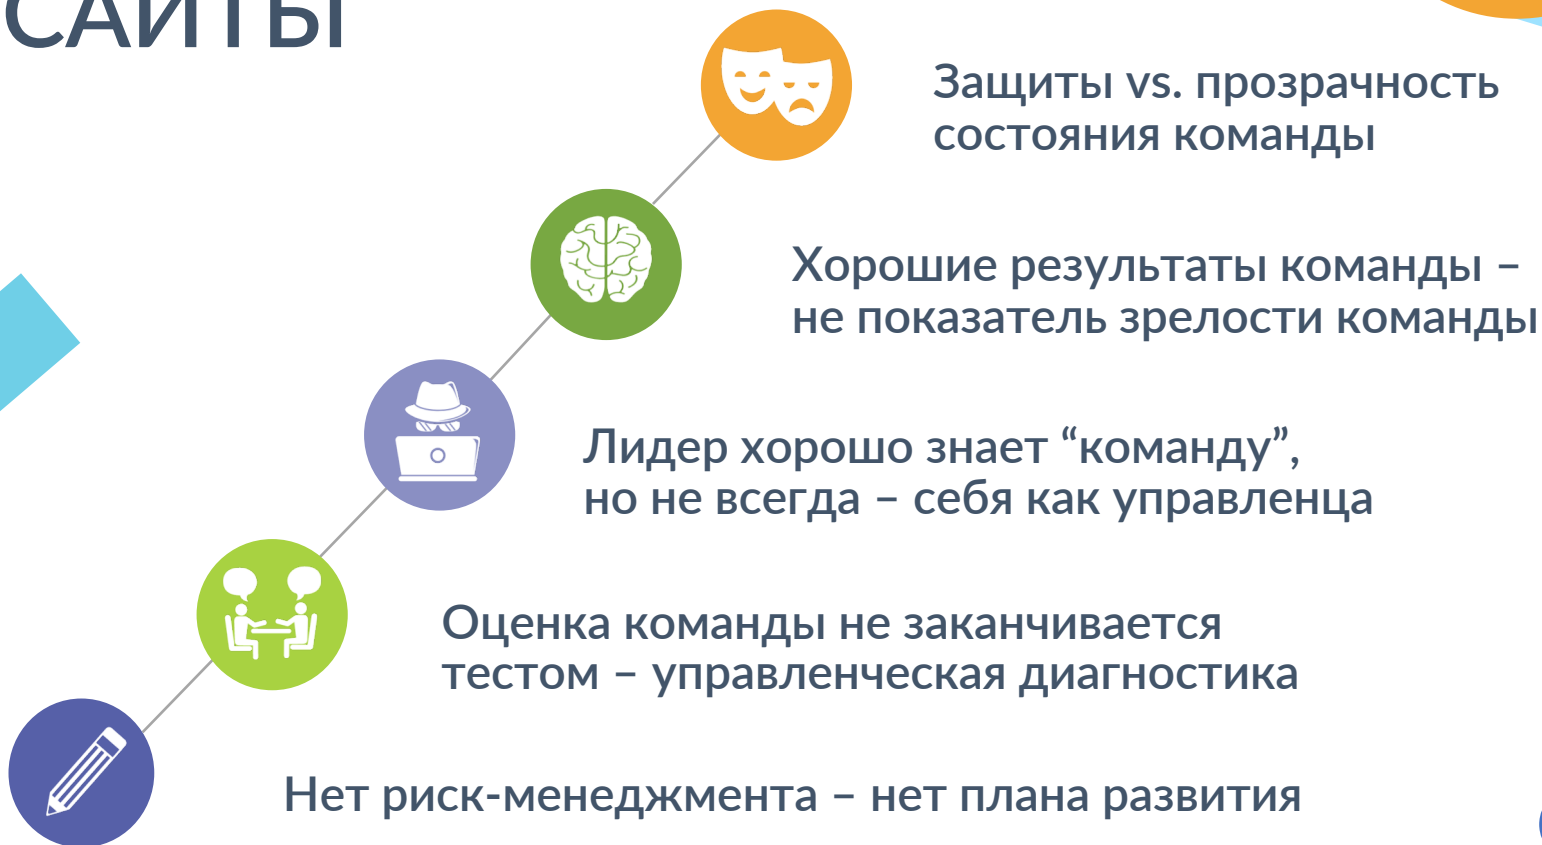 САЙТЫ
Защиты vs. прозрачность
состояния команды
Хорошие результаты команды –
не показатель зрелости команды
Лидер хорошо знает “команду”,
но не всегда – себя как управленца
Оценка команды не заканчивается
тестом – управленческая диагностика
Нет риск-менеджмента – нет плана развития